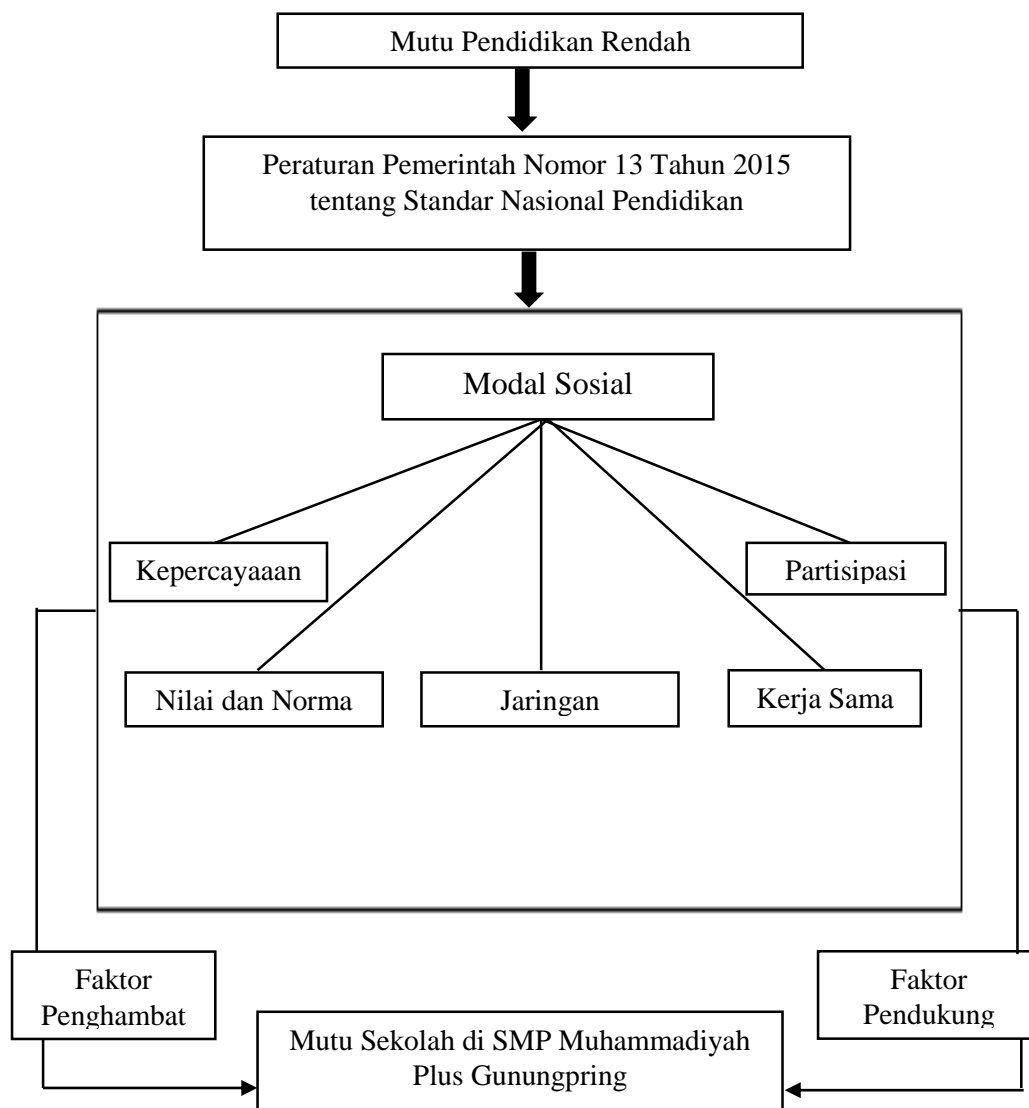 Mutu Pendidikan Rendah
Peraturan Pemerintah Nomor 13 Tahun 2015
tentang Standar Nasional Pendidikan
Modal Sosial
Kepercayaaan
Partisipasi
Nilai dan Norma
Jaringan
Kerja Sama
Faktor
Penghambat
Faktor
Pendukung
Mutu Sekolah di SMP Muhammadiyah
Plus Gunungpring